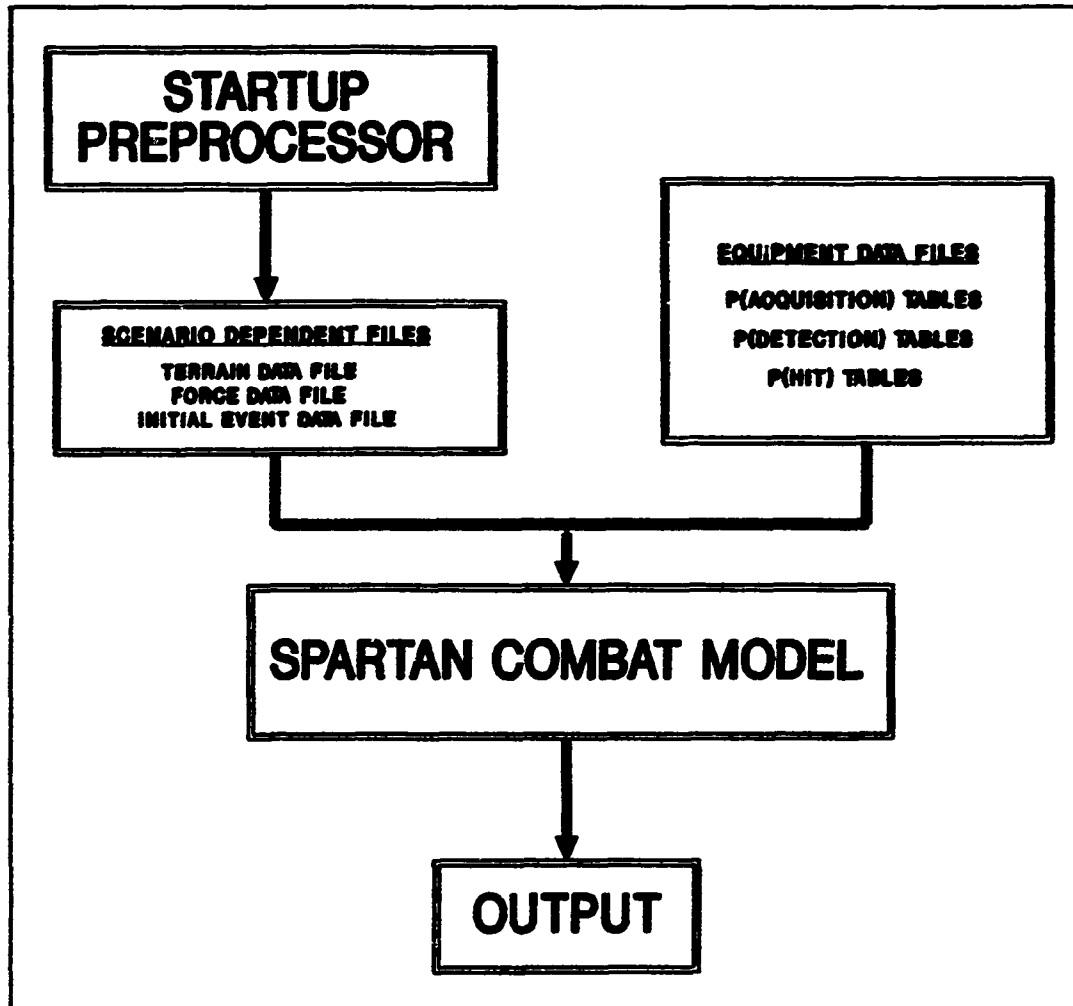 STARTUP
PREPROCESSOR
SCENARIO DEPENDENT FILES
TERRAIN DATA FILE
FORCE DATA FILE
INITIAL EVENT DATA FILE
EQUIPMENT DATA FILES
P(ACQUISITION) TABLES
P(DETECTION) TABLES
P(HIT) TABLES
SPARTAN COMBAT MODEL
OUTPUT